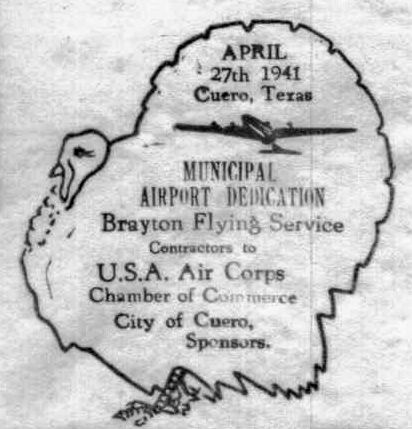 APRIL
27th 1941
Cuero, Texas
MUNICIPAL
AIRPORT DEDICATION
Brayton Flying Service
Contractors to
U.S.A. Air Corps
Chamber of Commerce
City of Cuero,
Sponsors.